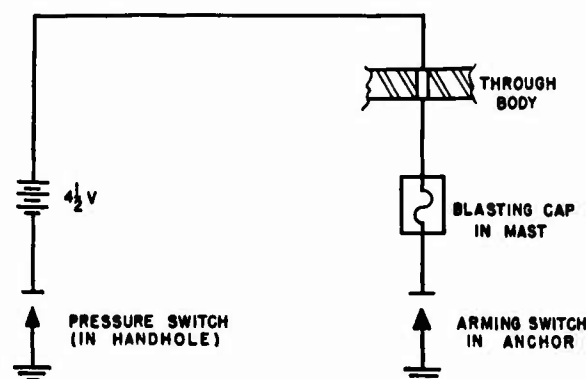 THROUGH
BODY
4½ V
BLASTING CAP
IN MAST
PRESSURE SWITCH
(IN HANDHOLE)
ARMING SWITCH
IN ANCHOR